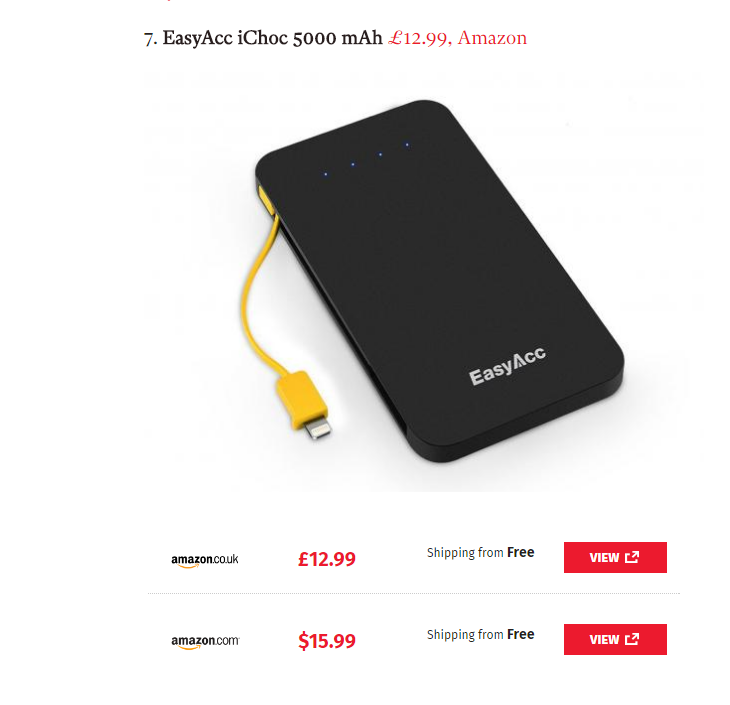 7. EasyAcc iChoc 5000 mAh £12.99, Amazon
EasyAcc
amazon.co.uk £12.99 Shipping from Free VIEW
amazon.com $15.99 Shipping from Free VIEW